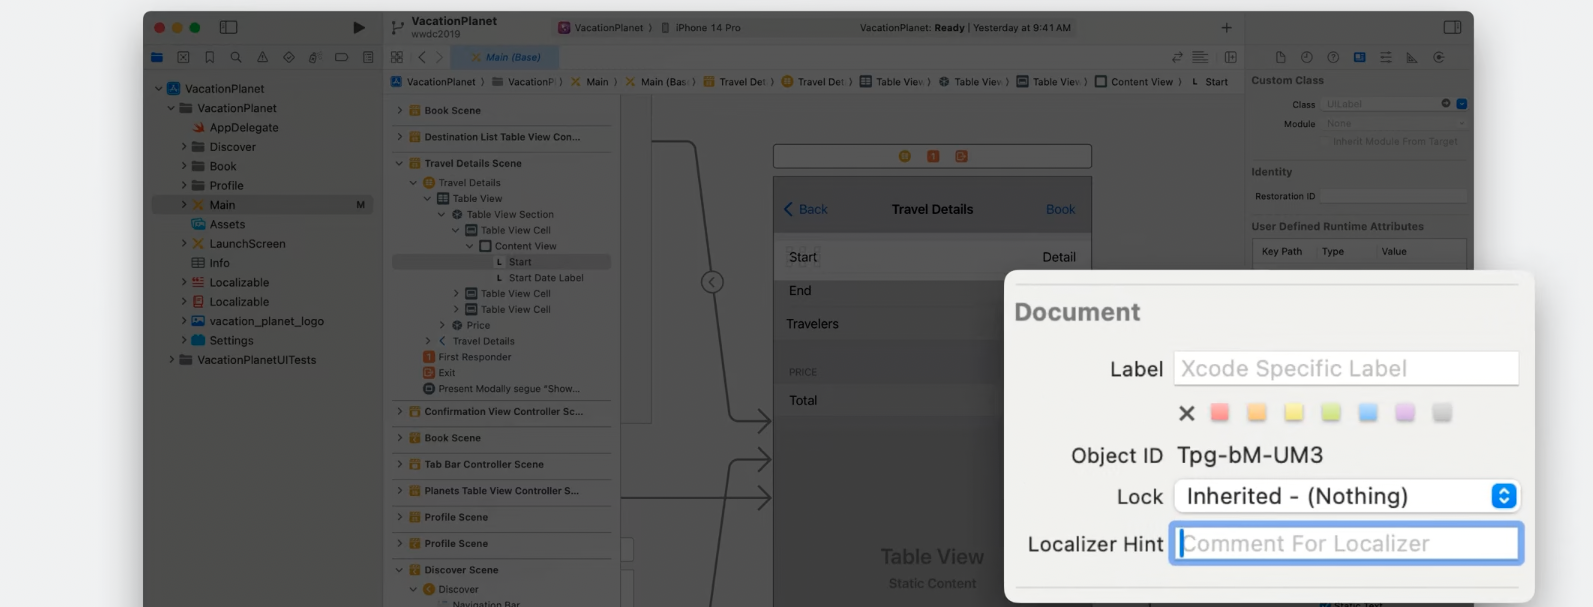 VacationPlanet
wwdc2019
VacationPlanet
iPhone 14 Pro
VacationPlanet: Ready | Yesterday at 9:41 AM
Main (Base)
VacationPlanet
Main
Main
Travel
Travel
Table View
Table View
Table View
Content View
L Start
VacationPlanet
VacationPlanet
AppDelegate
Discover
Book
Profile
Main M
Assets
LaunchScreen
Info
Localizable
Localizable
vacation_planet_logo
Settings
VacationPlanetUITests
Book Scene
Destination List Table View Con...
Travel Details Scene
Travel Details
Table View
Table View Section
Table View Cell
Content View
L Start
L Start Date Label
Table View Cell
Table View Cell
Price
Travel Details
First Responder
Exit
Present Modally segue "Show...
Confirmation View Controller Sc...
Book Scene
Tab Bar Controller Scene
Planets Table View Controller S...
Profile Scene
Profile Scene
Discover Scene
Discover
Navigation Bar
Back
Travel Details
Book
Start
Detail
End
Travelers
PRICE
Total
Table View
Static Content
Custom Class
Class UILabel
Module None
Inherit Module From Target
Identity
Restoration ID
User Defined Runtime Attributes
Key Path Type Value
Document
Label Xcode Specific Label
Object ID Tpg-bM-UM3
Lock Inherited - (Nothing)
Localizer Hint Comment For Localizer
Static Text